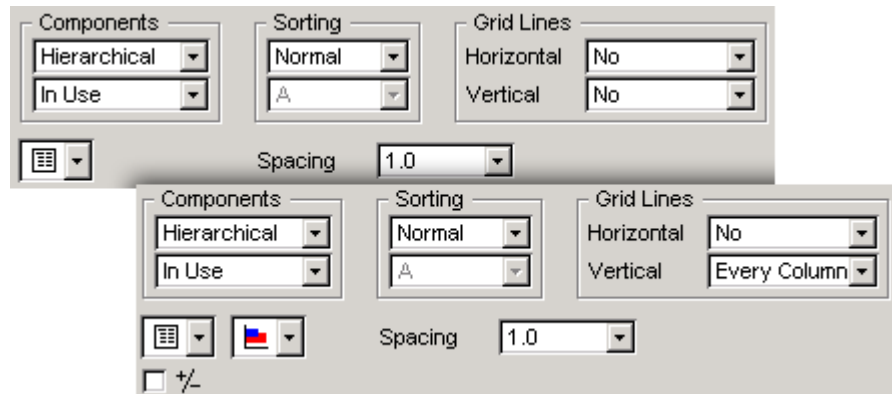 Components Sorting Grid Lines
Hierarchical Normal Horizontal No
In Use A Vertical No
Spacing 1.0
Components Sorting Grid Lines
Hierarchical Normal Horizontal No
In Use A Vertical Every Column
Spacing 1.0
+/-